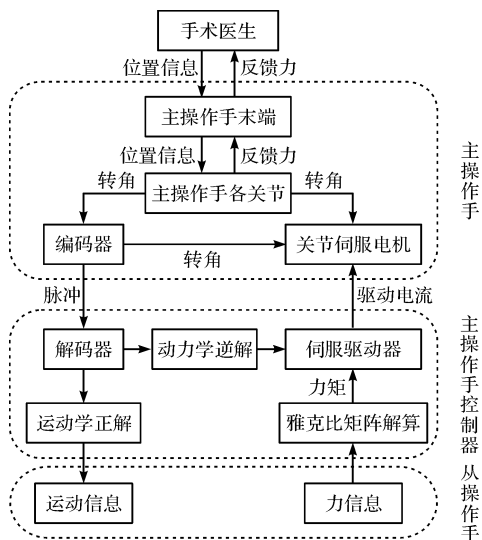 手术医生
位置信息
反馈力
主操作手末端
位置信息
反馈力
转角
主操作手各关节
转角
编码器
转角
关节伺服电机
主操作手
脉冲
驱动电流
解码器
动力学逆解
伺服驱动器
力矩
运动学正解
雅克比矩阵解算
主操作手控制器
运动信息
力信息
从操作手